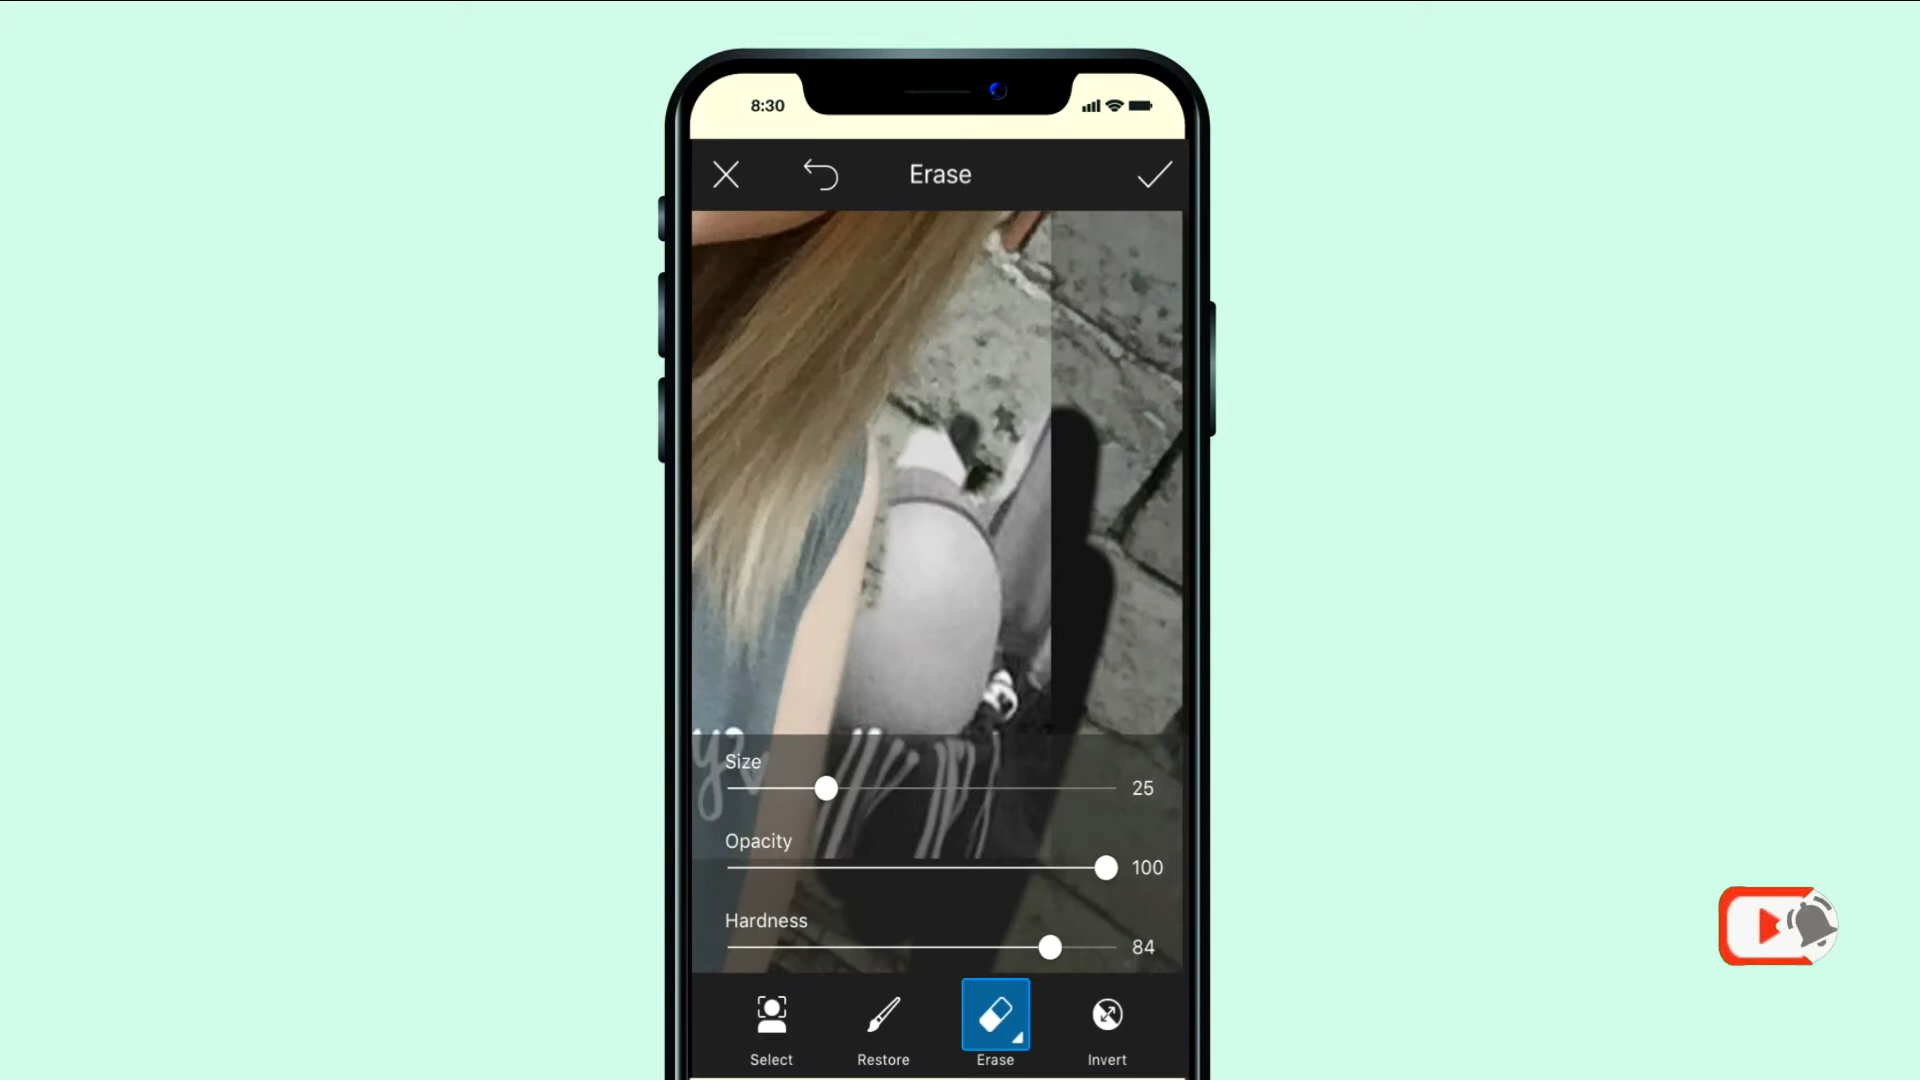 8:30
Erase
Size
25
Opacity
100
Hardness
84
Select
Restore
Erase
Invert